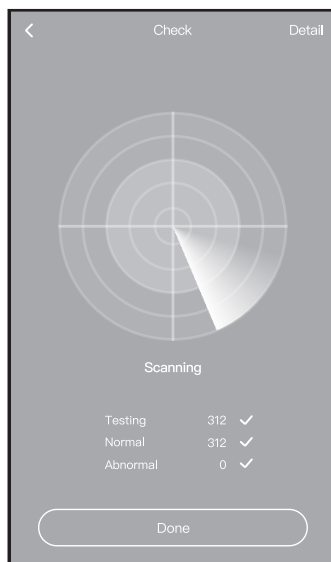 Check
Detail
Scanning
Testing 312
Normal 312
Abnormal 0
Done